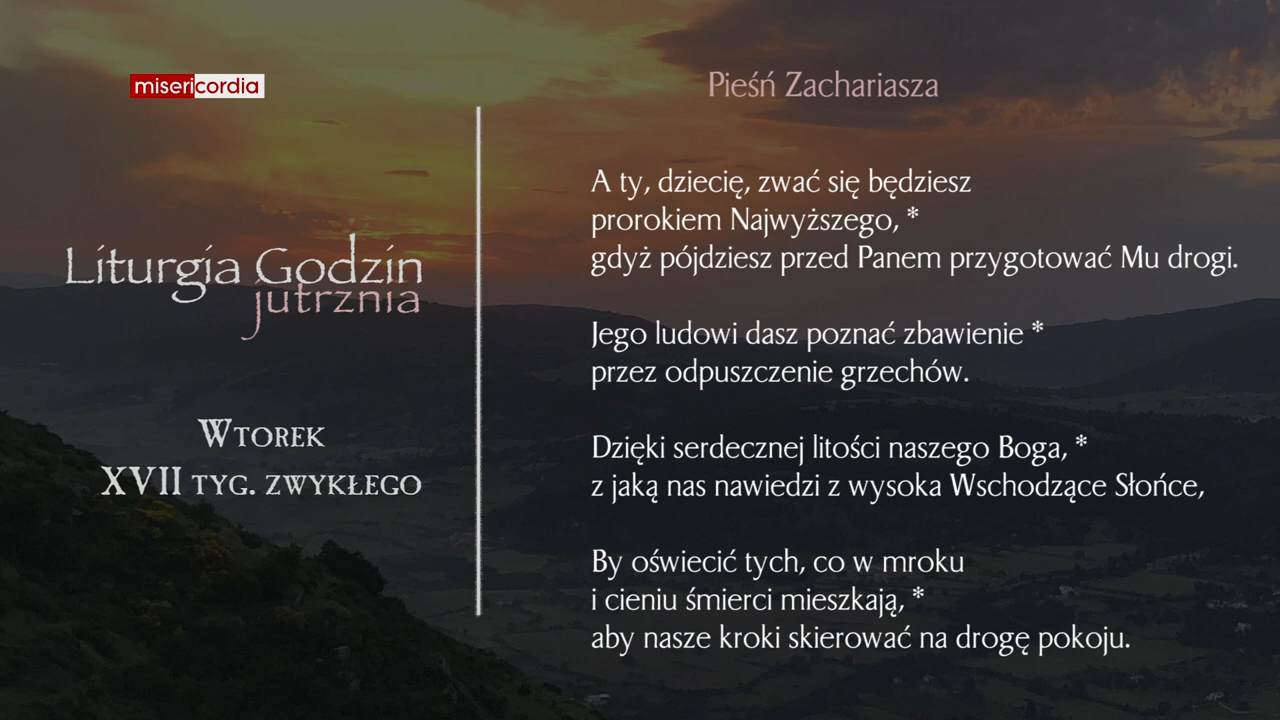 misericordia
Liturgia Godzin
jutrznia
Wtorek
XVII tyg. zwykłego
Pieśń Zachariasza
A ty, dziecię, zwać się będziesz
prorokiem Najwyższego, *
gdyż pójdziesz przed Panem przygotować Mu drogi.
Jego ludowi dasz poznać zbawienie *
przez odpuszczenie grzechów.
Dzięki serdecznej litości naszego Boga, *
z jaką nas nawiedzi z wysoka Wschodzące Słońce,
By oświecić tych, co w mroku
i cieniu śmierci mieszkają, *
aby nasze kroki skierować na drogę pokoju.